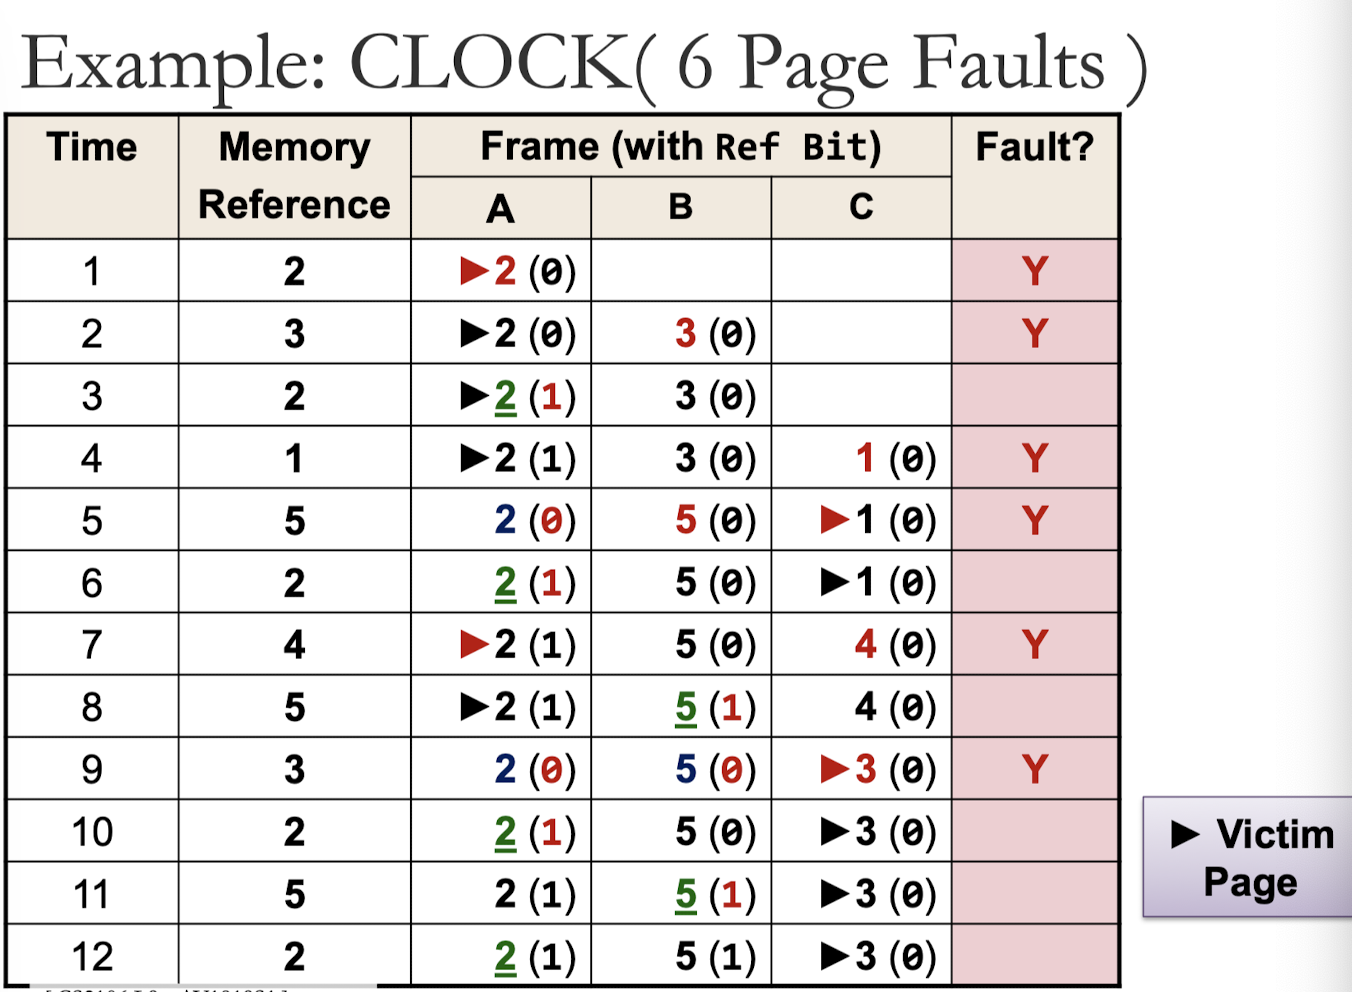 Example: CLOCK( 6 Page Faults )
Time Memory Reference Frame (with Ref Bit) Fault?
A B C
1 2 ▶2 (0) Y
2 3 ▶2 (0) 3 (0) Y
3 2 ▶2 (1) 3 (0)
4 1 ▶2 (1) 3 (0) 1 (0) Y
5 5 2 (0) 5 (0) ▶1 (0) Y
6 2 2 (1) 5 (0) ▶1 (0)
7 4 ▶2 (1) 5 (0) 4 (0) Y
8 5 ▶2 (1) 5 (1) 4 (0)
9 3 2 (0) 5 (0) ▶3 (0) Y
10 2 2 (1) 5 (0) ▶3 (0)
11 5 2 (1) 5 (1) ▶3 (0)
12 2 2 (1) 5 (1) ▶3 (0)
▶ Victim
Page